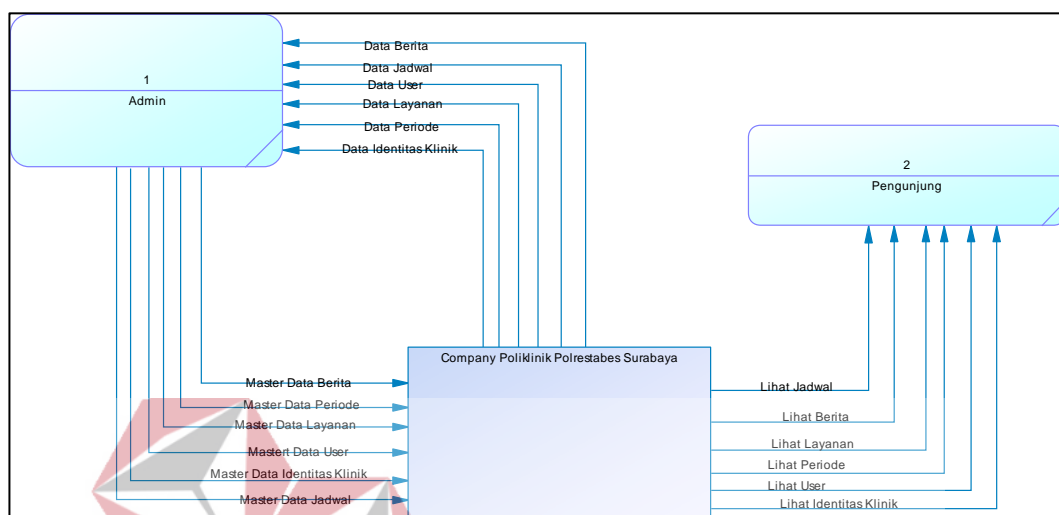 1
Admin
Data Berita
Data Jadwal
Data User
Data Layanan
Data Periode
Data Identitas Klinik
2
Pengunjung
Company Poliklinik Polrestabes Surabaya
Master Data Berita
Master Data Periode
Master Data Layanan
Mastert Data User
Master Data Identitas Klinik
Master Data Jadwal
Lihat Jadwal
Lihat Berita
Lihat Layanan
Lihat Periode
Lihat User
Lihat Identitas Klinik